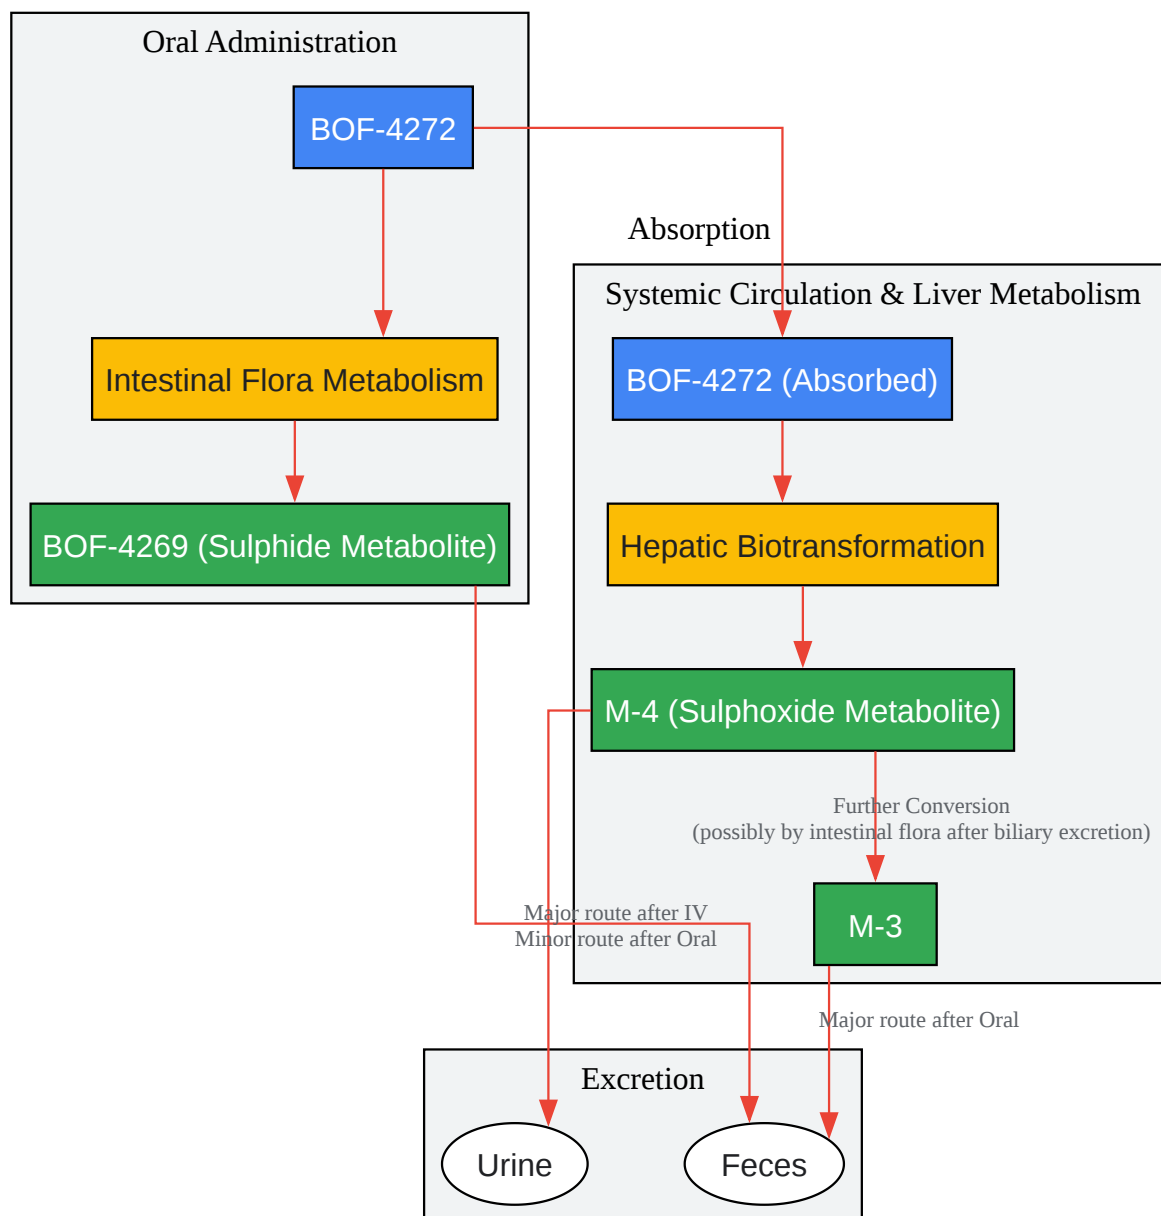 Oral Administration
BOF-4272
Absorption
Systemic Circulation & Liver Metabolism
Intestinal Flora Metabolism
BOF-4272 (Absorbed)
BOF-4269 (Sulphide Metabolite)
Hepatic Biotransformation
M-4 (Sulphoxide Metabolite)
Further Conversion
(possibly by intestinal flora after biliary excretion)
Major route after IV
Minor route after Oral
M-3
Major route after Oral
Excretion
Urine
Feces